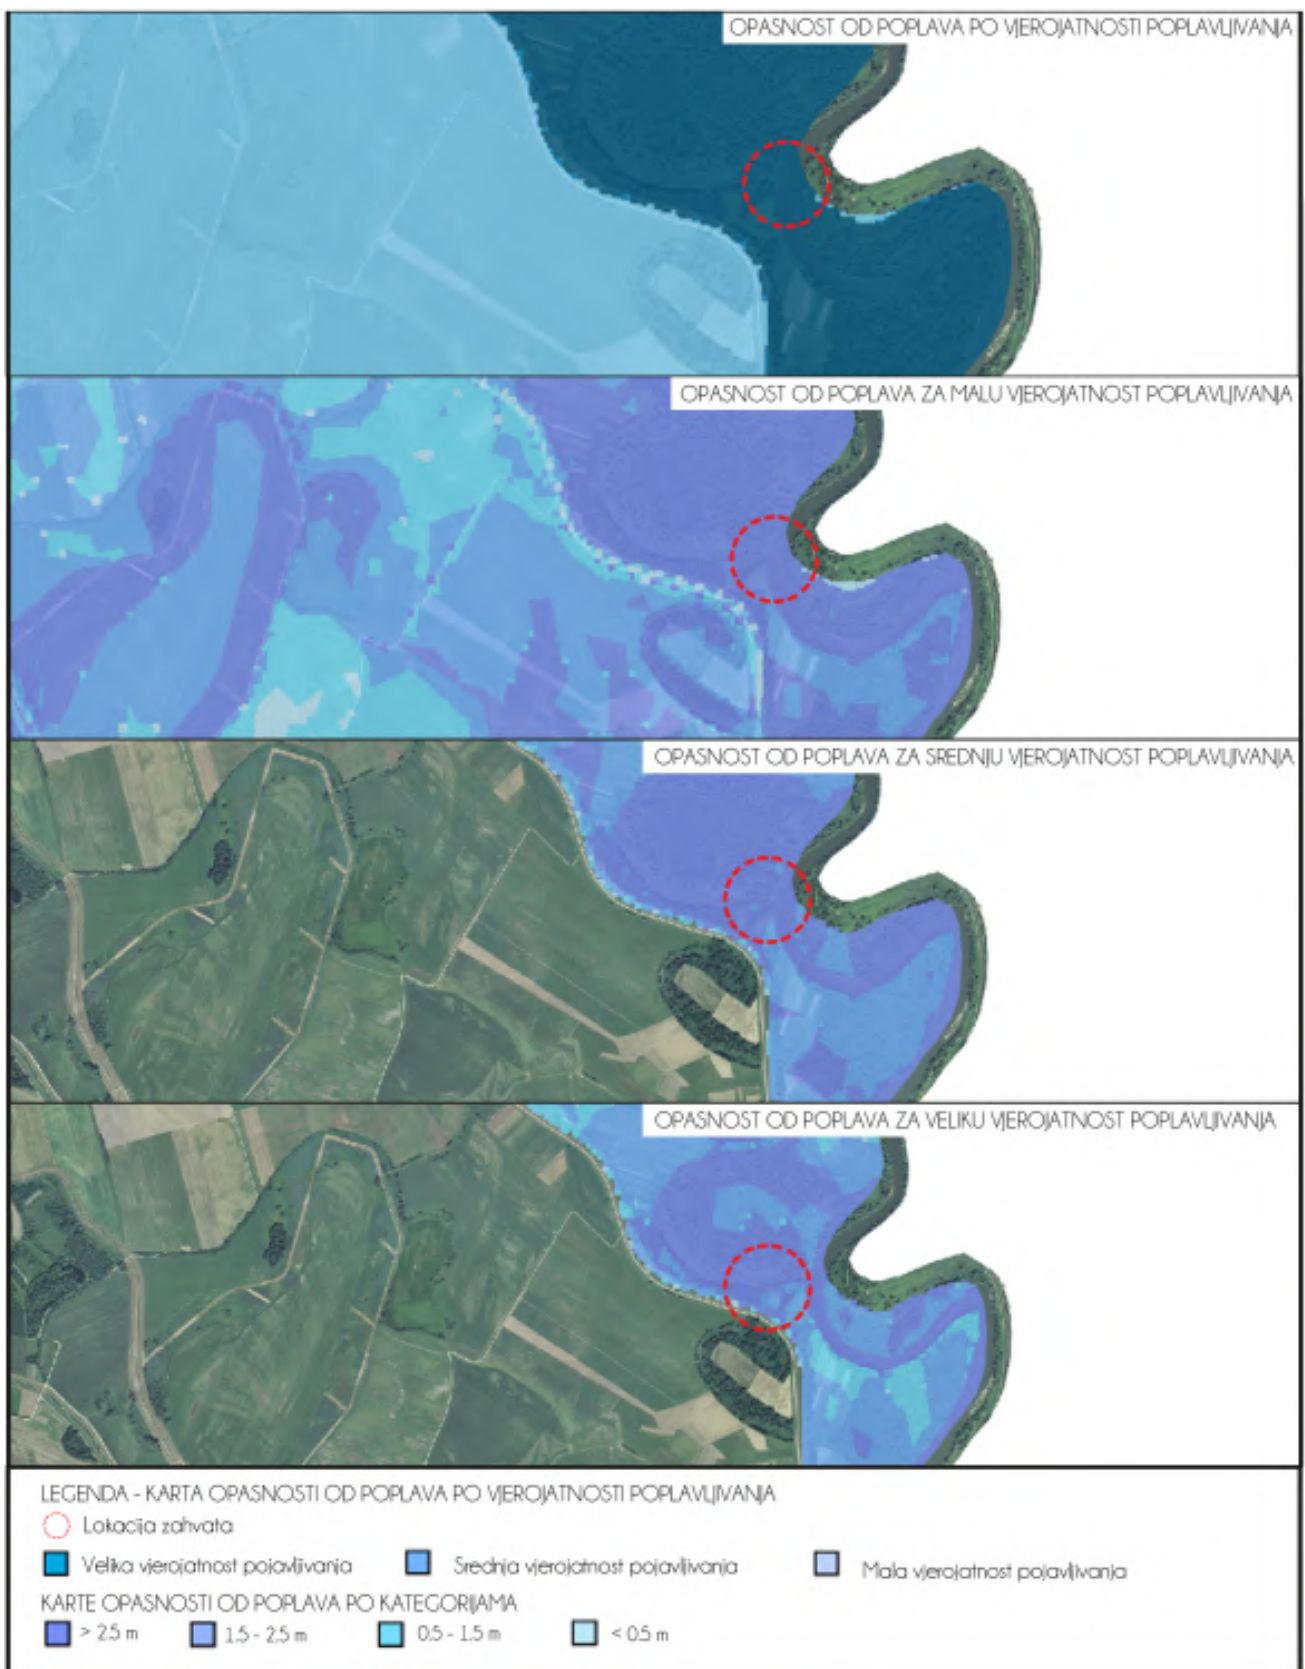 OPASNOST OD POPLAVA PO VJEROJATNOSTI POPLAVLJIVANJA
OPASNOST OD POPLAVA ZA MALU VJEROJATNOST POPLAVLJIVANJA
OPASNOST OD POPLAVA ZA SREDNJU VJEROJATNOST POPLAVLJIVANJA
OPASNOST OD POPLAVA ZA VELIKU VJEROJATNOST POPLAVLJIVANJA
LEGENDA - KARTA OPASNOSTI OD POPLAVA PO VJEROJATNOSTI POPLAVLJIVANJA
Lokacija zahvata
Velika vjerojatnost pojavljivanja Srednja vjerojatnost pojavljivanja Mala vjerojatnost pojavljivanja
KARTE OPASNOSTI OD POPLAVA PO KATEGORIJAMA
> 2.5 m 1.5 - 2.5 m 0.5 - 1.5 m < 0.5 m